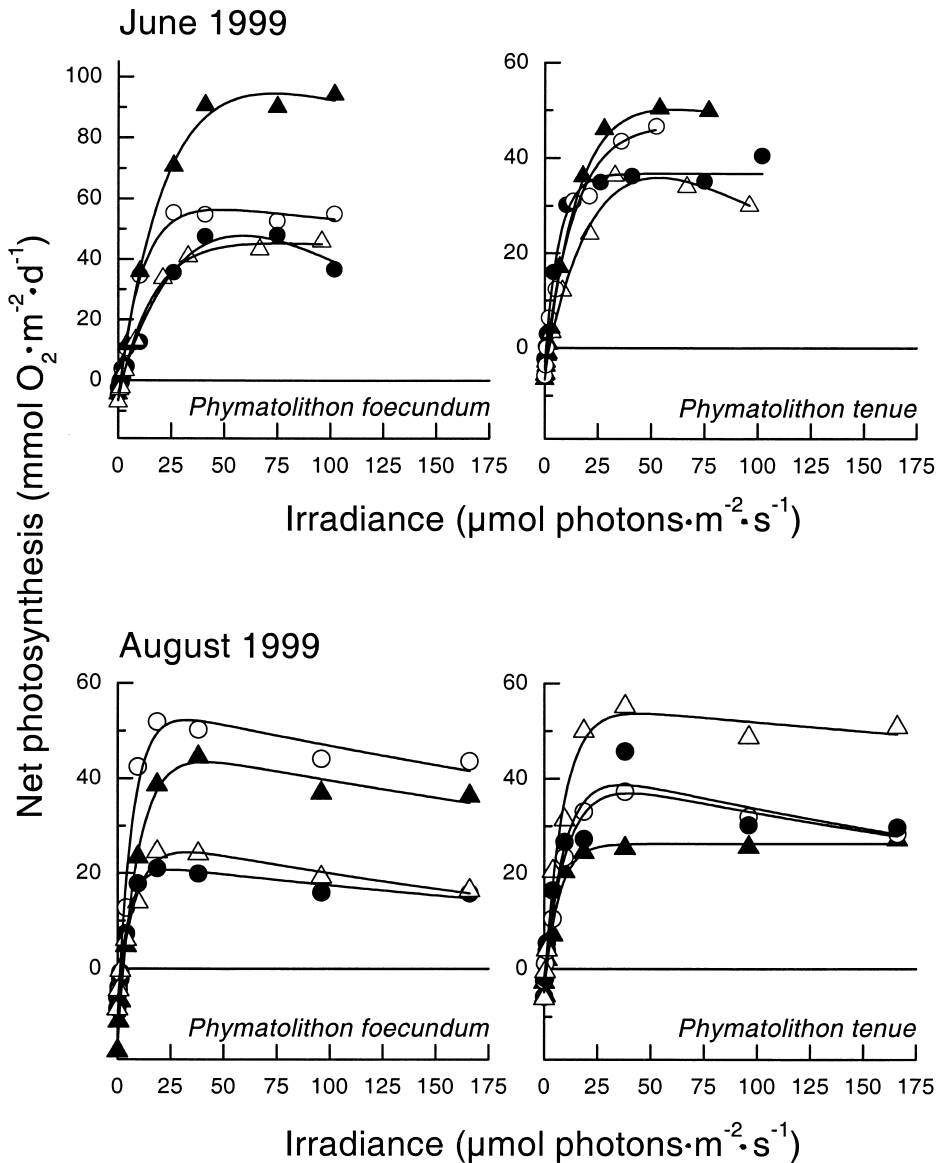 June 1999
Net photosynthesis (mmol O₂·m⁻²·d⁻¹)
100
80
60
40
20
0
Phymatolithon foecundum
0 25 50 75 100 125 150 175
60
40
20
0
Phymatolithon tenue
0 25 50 75 100 125 150 175
Irradiance (µmol photons·m⁻²·s⁻¹)
August 1999
60
40
20
0
Phymatolithon foecundum
0 25 50 75 100 125 150 175
60
40
20
0
Phymatolithon tenue
0 25 50 75 100 125 150 175
Irradiance (µmol photons·m⁻²·s⁻¹)